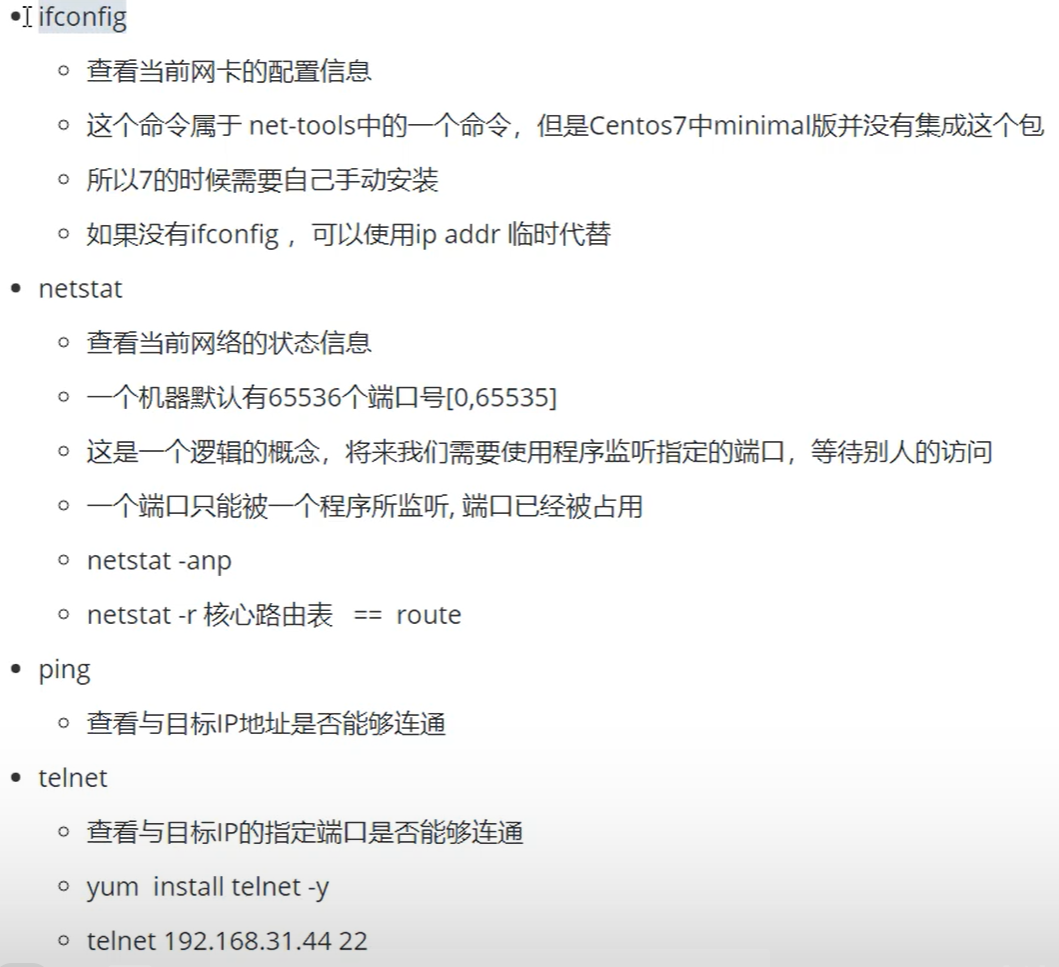 ifconfig
查看当前网卡的配置信息
这个命令属于 net-tools中的一个命令，但是Centos7中minimal版并没有集成这个包
所以7的时候需要自己手动安装
如果没有ifconfig ，可以使用ip addr 临时代替
netstat
查看当前网络的状态信息
一个机器默认有65536个端口号[0,65535]
这是一个逻辑的概念，将来我们需要使用程序监听指定的端口，等待别人的访问
一个端口只能被一个程序所监听, 端口已经被占用
netstat -anp
netstat -r 核心路由表 == route
ping
查看与目标IP地址是否能够连通
telnet
查看与目标IP的指定端口是否能够连通
yum install telnet -y
telnet 192.168.31.44 22